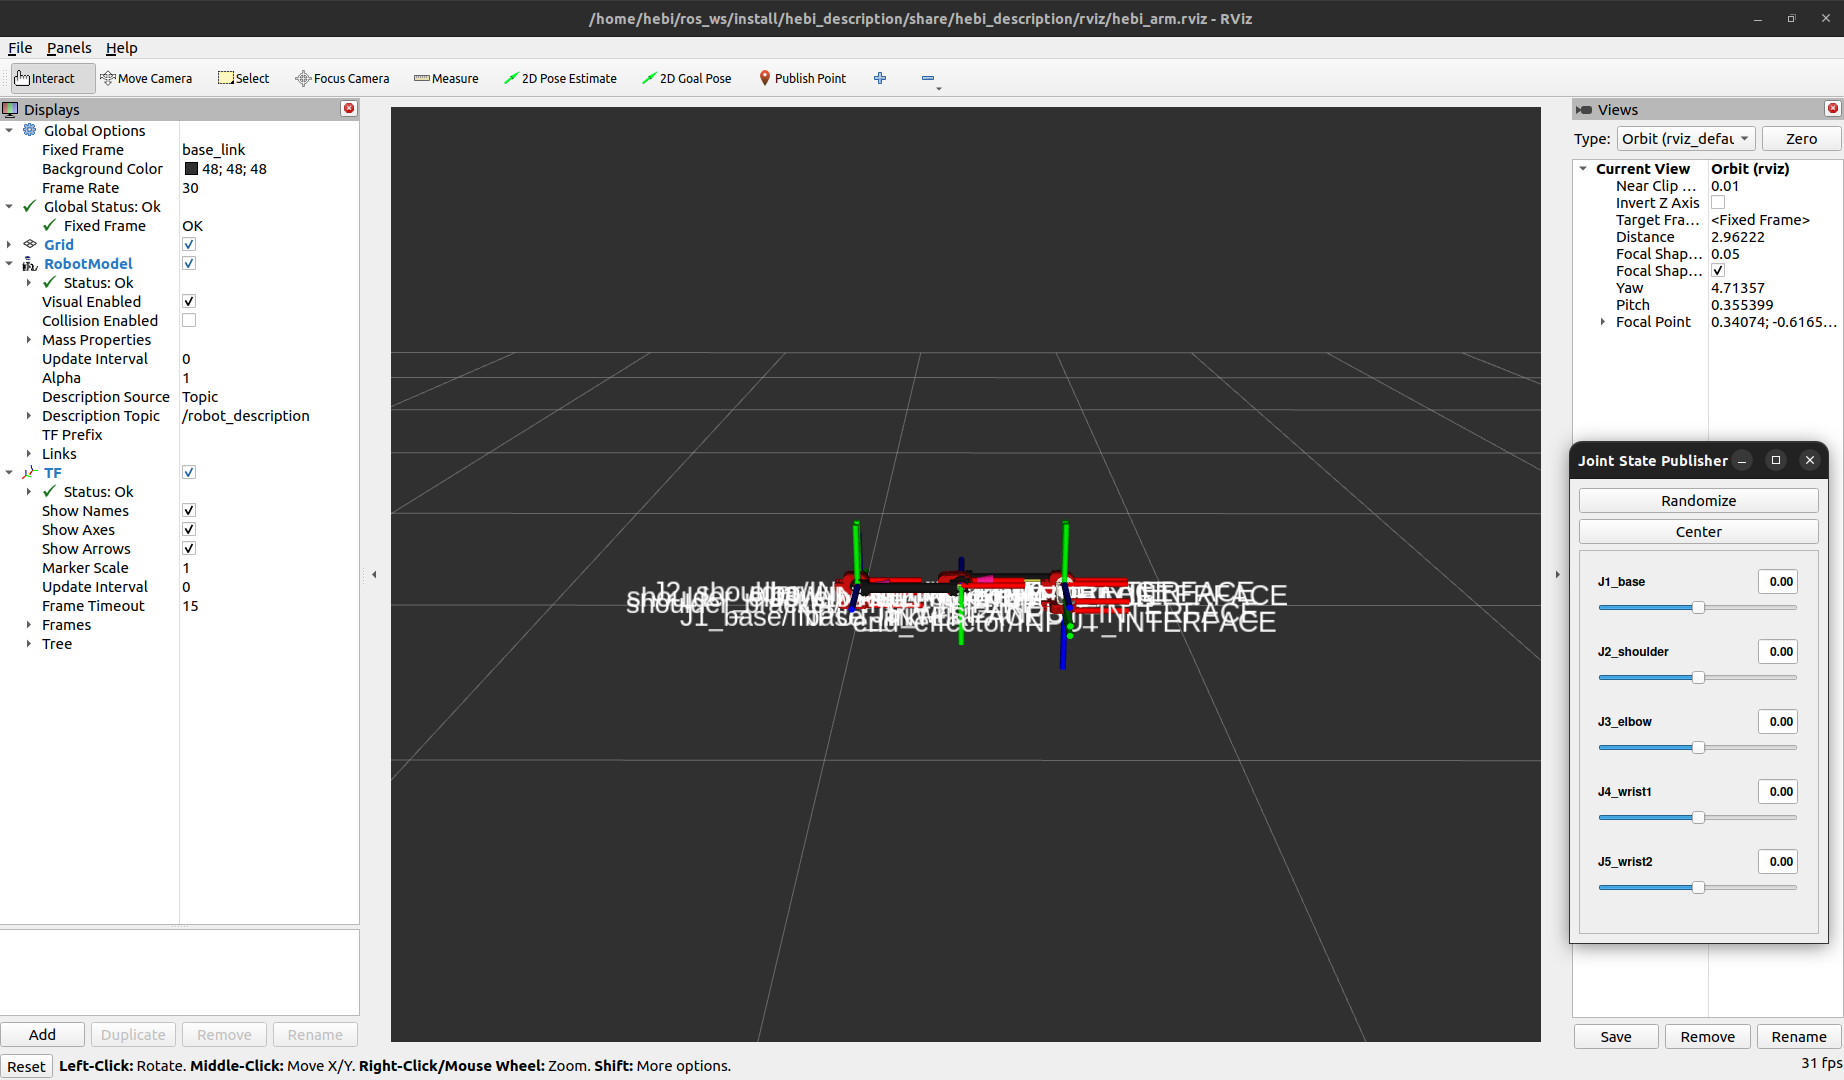 /home/hebi/ros_ws/install/hebi_description/share/hebi_description/rviz/hebi_arm.rviz - RViz
File Panels Help
Interact Move Camera Select Focus Camera Measure 2D Pose Estimate 2D Goal Pose Publish Point
Displays
Global Options
Fixed Frame base_link
Background Color 48; 48; 48
Frame Rate 30
Global Status: Ok
Fixed Frame OK
Grid
RobotModel
Status: Ok
Visual Enabled
Collision Enabled
Mass Properties
Update Interval 0
Alpha 1
Description Source Topic
Description Topic /robot_description
TF Prefix
Links
TF
Status: Ok
Show Names
Show Axes
Show Arrows
Marker Scale 1
Update Interval 0
Frame Timeout 15
Frames
Tree
Add Duplicate Remove Rename
Reset Left-Click: Rotate. Middle-Click: Move X/Y. Right-Click/Mouse Wheel: Zoom. Shift: More options.
end_effector/INPUT_INTERFACE
Views
Type: Orbit (rviz_defau Zero
Current View Orbit (rviz)
Near Clip ... 0.01
Invert Z Axis
Target Fra... <Fixed Frame>
Distance 2.96222
Focal Shap... 0.05
Focal Shap...
Yaw 4.71357
Pitch 0.355399
Focal Point 0.34074; -0.6165...
Joint State Publisher
Randomize
Center
J1_base 0.00
J2_shoulder 0.00
J3_elbow 0.00
J4_wrist1 0.00
J5_wrist2 0.00
Save Remove Rename
31 fps